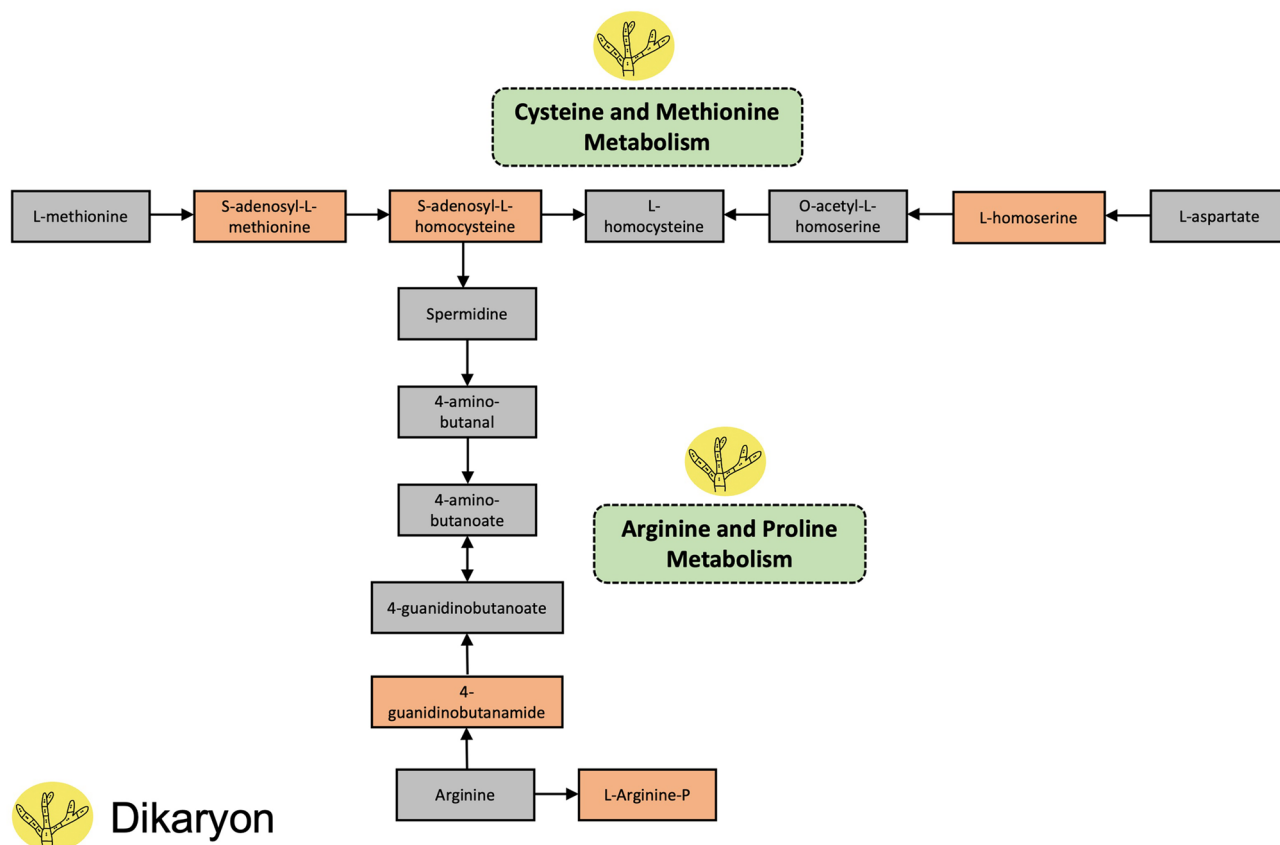 Cysteine and Methionine
Metabolism
L-methionine
S-adenosyl-L-
methionine
S-adenosyl-L-
homocysteine
L-
homocysteine
O-acetyl-L-
homoserine
L-homoserine
L-aspartate
Spermidine
4-amino-
butanal
4-amino-
butanoate
Arginine and Proline
Metabolism
4-guanidinobutanoate
4-
guanidinobutanamide
Arginine
L-Arginine-P
Dikaryon